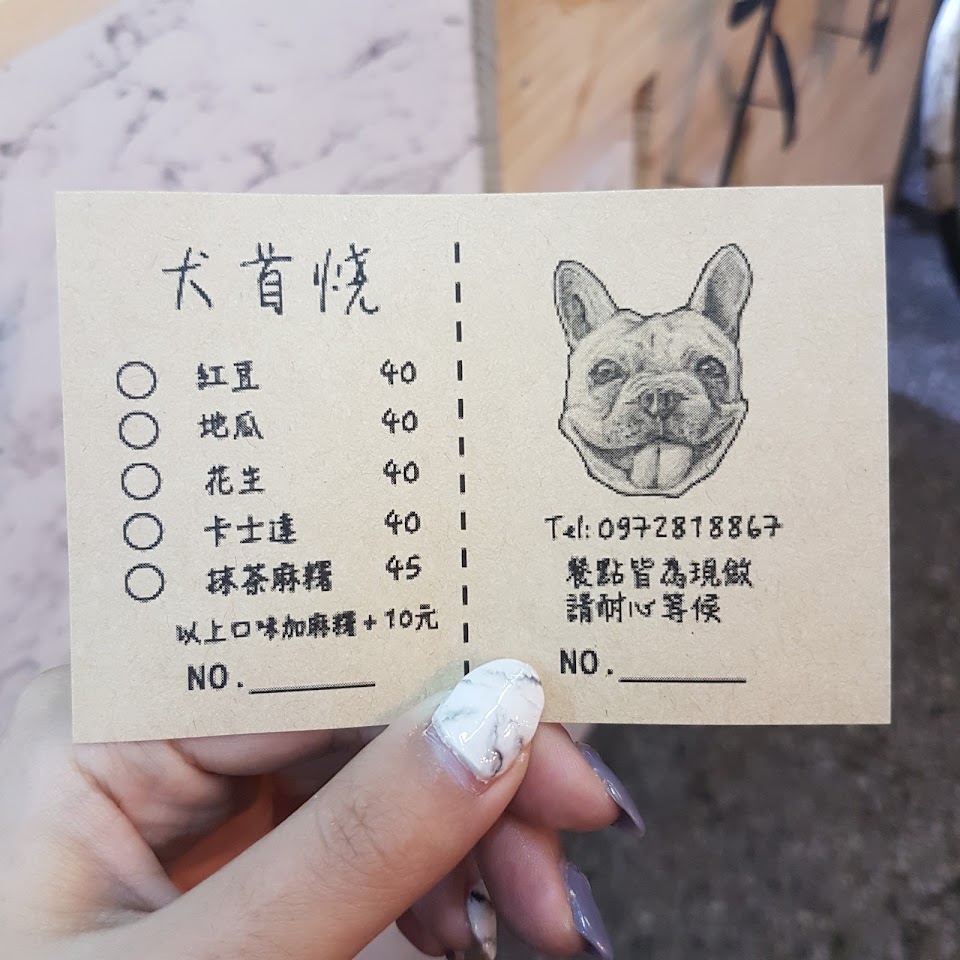 犬首燒
紅豆 40
地瓜 40
花生 40
卡士達 40
抹茶麻糬 45
以上口味加麻糬+10元
NO.
Tel:0972818867
餐點皆為現做
請耐心等候
NO.